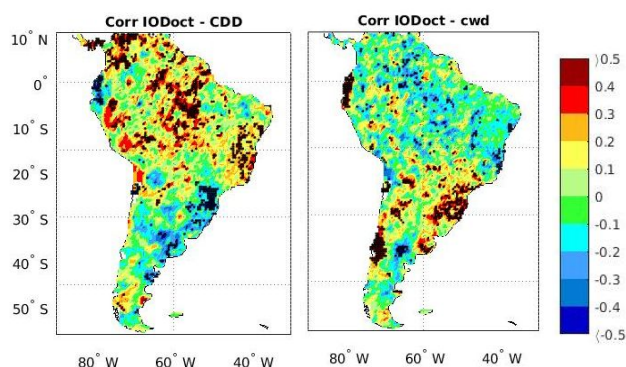 Corr IODoct - CDD
Corr IODoct - cwd
10° N
0°
10° S
20° S
30° S
40° S
50° S
80° W
60° W
40° W
80° W
60° W
40° W
⟩0.5
0.4
0.3
0.2
0.1
0
-0.1
-0.2
-0.3
-0.4
⟨-0.5